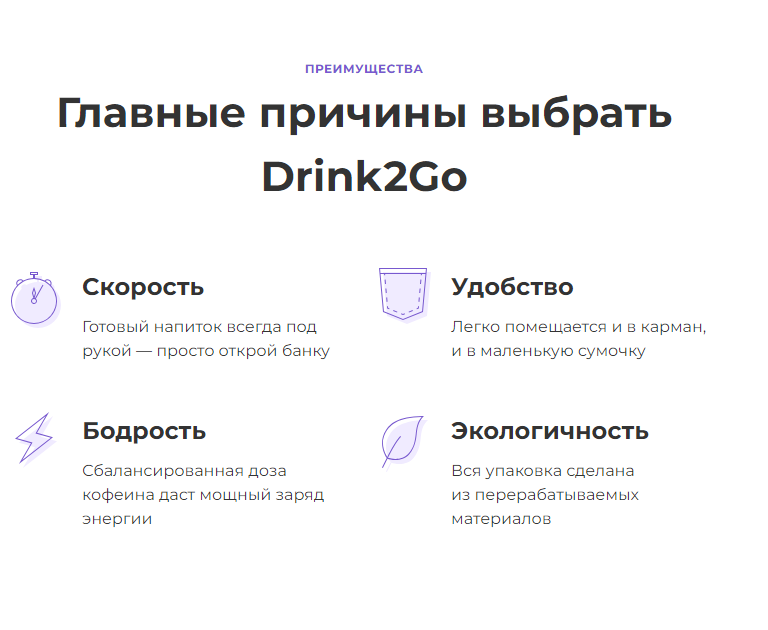 ПРЕИМУЩЕСТВА
Главные причины выбрать
Drink2Go
Скорость
Готовый напиток всегда под
рукой — просто открой банку
Удобство
Легко помещается и в карман,
и в маленькую сумочку
Бодрость
Сбалансированная доза
кофеина даст мощный заряд
энергии
Экологичность
Вся упаковка сделана
из перерабатываемых
материалов